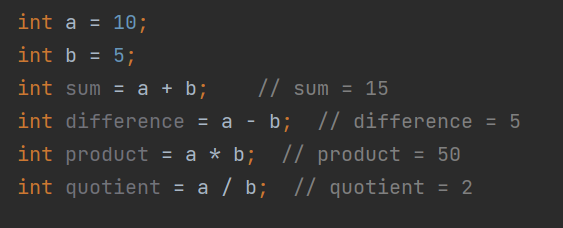 int a = 10;
int b = 5;
int sum = a + b;    // sum = 15
int difference = a - b;  // difference = 5
int product = a * b;  // product = 50
int quotient = a / b;  // quotient = 2